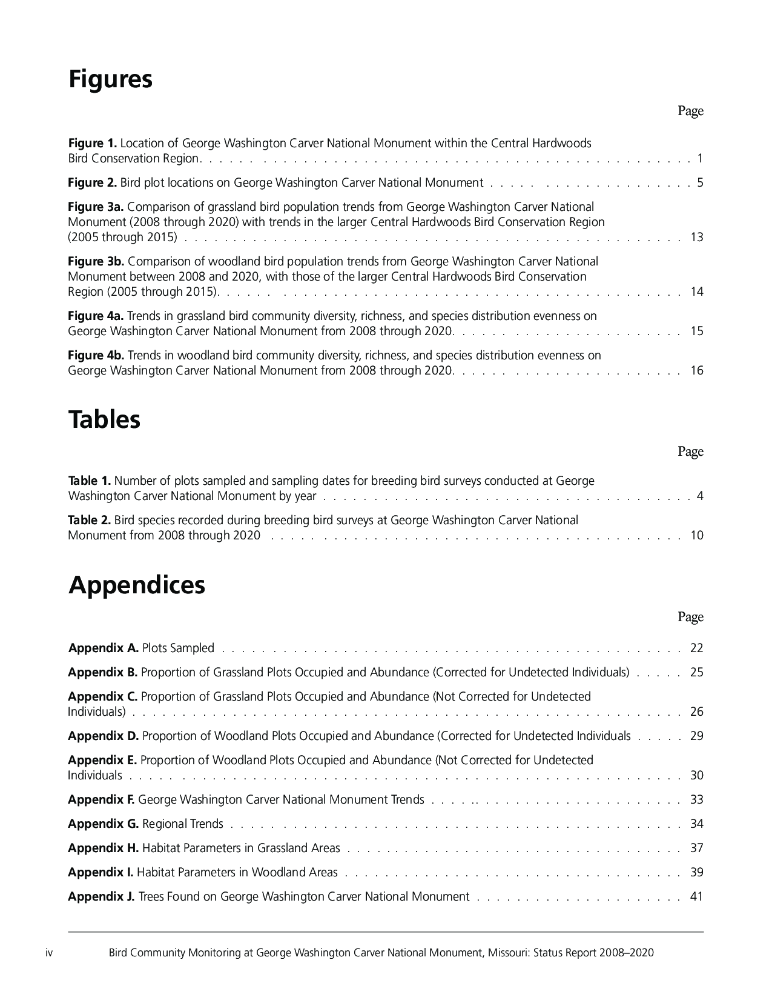 Figures
Page
Figure 1. Location of George Washington Carver National Monument within the Central Hardwoods
Bird Conservation Region. . . . . . . . . . . . . . . . . . . . . . . . . . . . . . . . . . . . . . . . . . . . . . . . . 1
Figure 2. Bird plot locations on George Washington Carver National Monument . . . . . . . . . . . . . . . . . . . . 5
Figure 3a. Comparison of grassland bird population trends from George Washington Carver National
Monument (2008 through 2020) with trends in the larger Central Hardwoods Bird Conservation Region
(2005 through 2015) . . . . . . . . . . . . . . . . . . . . . . . . . . . . . . . . . . . . . . . . . . . . . . . . . . 13
Figure 3b. Comparison of woodland bird population trends from George Washington Carver National
Monument between 2008 and 2020, with those of the larger Central Hardwoods Bird Conservation
Region (2005 through 2015). . . . . . . . . . . . . . . . . . . . . . . . . . . . . . . . . . . . . . . . . . . . . . 14
Figure 4a. Trends in grassland bird community diversity, richness, and species distribution evenness on
George Washington Carver National Monument from 2008 through 2020. . . . . . . . . . . . . . . . . . . . . . . 15
Figure 4b. Trends in woodland bird community diversity, richness, and species distribution evenness on
George Washington Carver National Monument from 2008 through 2020. . . . . . . . . . . . . . . . . . . . . . . 16
Tables
Page
Table 1. Number of plots sampled and sampling dates for breeding bird surveys conducted at George
Washington Carver National Monument by year . . . . . . . . . . . . . . . . . . . . . . . . . . . . . . . . . . . . . 4
Table 2. Bird species recorded during breeding bird surveys at George Washington Carver National
Monument from 2008 through 2020 . . . . . . . . . . . . . . . . . . . . . . . . . . . . . . . . . . . . . . . . . 10
Appendices
Page
Appendix A. Plots Sampled . . . . . . . . . . . . . . . . . . . . . . . . . . . . . . . . . . . . . . . . . . . . . . 22
Appendix B. Proportion of Grassland Plots Occupied and Abundance (Corrected for Undetected Individuals) . . . . . 25
Appendix C. Proportion of Grassland Plots Occupied and Abundance (Not Corrected for Undetected
Individuals) . . . . . . . . . . . . . . . . . . . . . . . . . . . . . . . . . . . . . . . . . . . . . . . . . . . . . . . 26
Appendix D. Proportion of Woodland Plots Occupied and Abundance (Corrected for Undetected Individuals . . . . . 29
Appendix E. Proportion of Woodland Plots Occupied and Abundance (Not Corrected for Undetected
Individuals . . . . . . . . . . . . . . . . . . . . . . . . . . . . . . . . . . . . . . . . . . . . . . . . . . . . . . . 30
Appendix F. George Washington Carver National Monument Trends . . . . .. . . . . . . . . . . . . . . . . . . . . 33
Appendix G. Regional Trends . . . . . . . . . . . . . . . . . . . . . . . . . . . . . . . . . . . . . . . . . . . . . 34
Appendix H. Habitat Parameters in Grassland Areas . . . . . . . . . . . . . . . . . . . . . . . . . . . . . . . . . . 37
Appendix I. Habitat Parameters in Woodland Areas . . . . . . . . . . . . . . . . . . . . . . . . . . . . . . . . . . 39
Appendix J. Trees Found on George Washington Carver National Monument . . . . . . . . . . . . . . . . . . . . . 41
iv Bird Community Monitoring at George Washington Carver National Monument, Missouri: Status Report 2008–2020